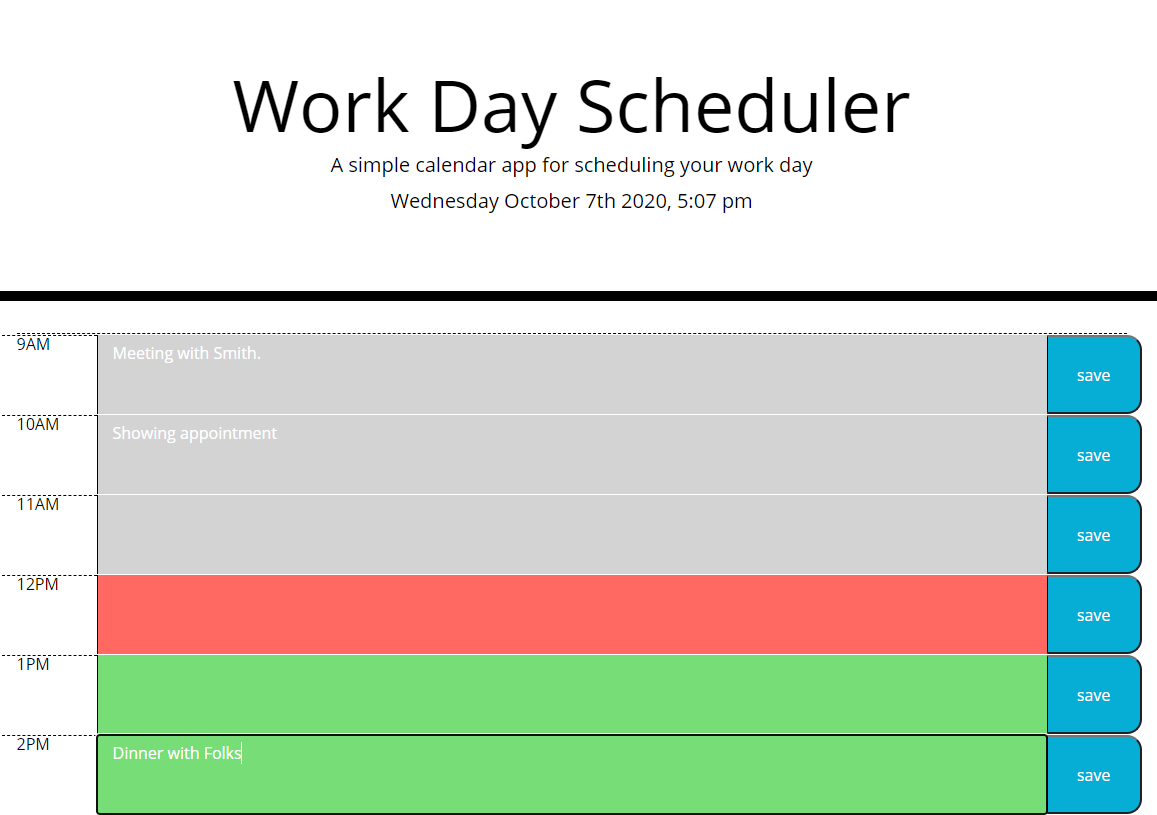 Work Day Scheduler
A simple calendar app for scheduling your work day
Wednesday October 7th 2020, 5:07 pm
9AM Meeting with Smith. save
10AM Showing appointment save
11AM save
12PM save
1PM save
2PM Dinner with Folks save